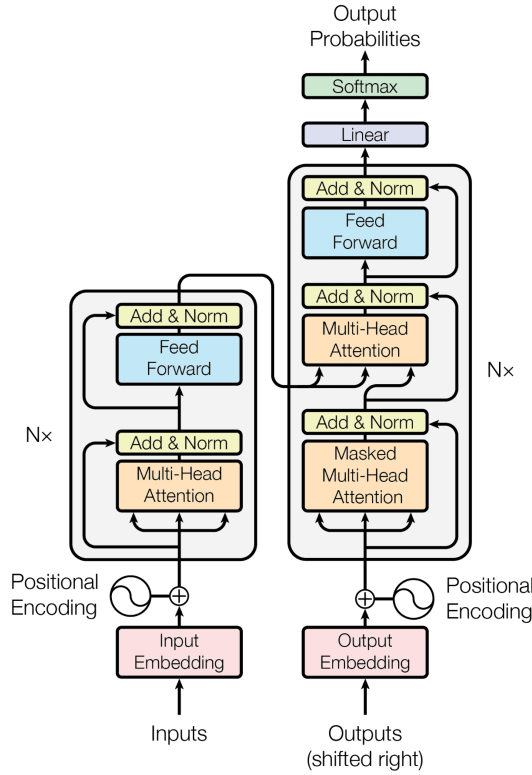 Output
Probabilities
Softmax
Linear
Add & Norm
Feed
Forward
Add & Norm
Multi-Head
Attention
Add & Norm
Masked
Multi-Head
Attention
Nx
Add & Norm
Feed
Forward
Add & Norm
Multi-Head
Attention
N×
Positional
Encoding
Positional
Encoding
Input
Embedding
Output
Embedding
Inputs
Outputs
(shifted right)